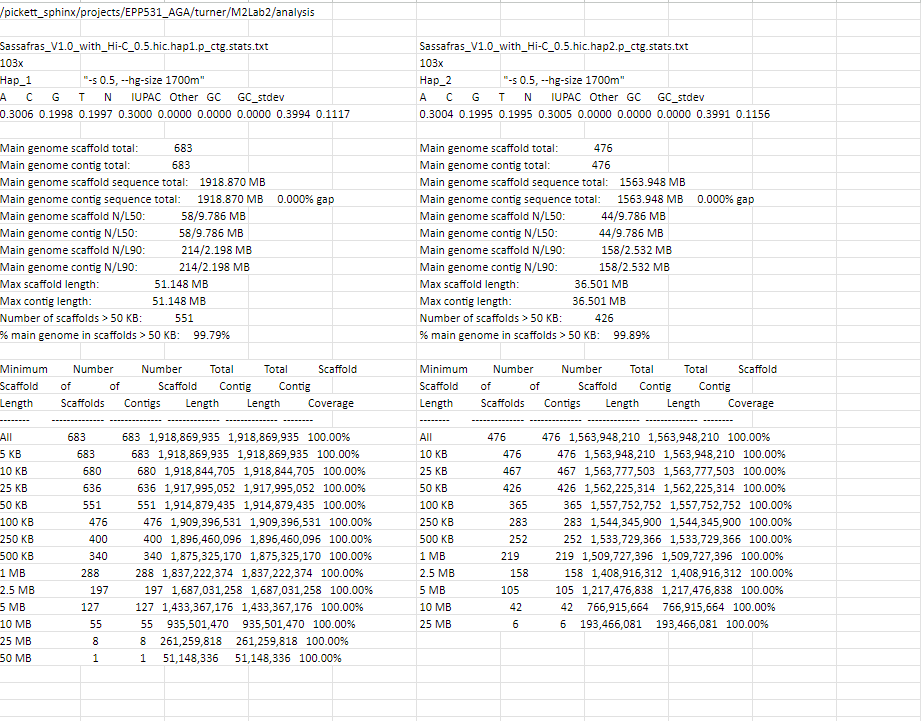 /pickett_sphinx/projects/EPP531_AGA/turner/M2Lab2/analysis
Sassafras_V1.0_with_Hi-C_0.5.hic.hap1.p_ctg.stats.txt
103x
Hap_1 "-s 0.5, --hg-size 1700m"
A C G T N IUPAC Other GC GC_stdev
0.3006 0.1998 0.1997 0.3000 0.0000 0.0000 0.0000 0.3994 0.1117
Main genome scaffold total: 683
Main genome contig total: 683
Main genome scaffold sequence total: 1918.870 MB
Main genome contig sequence total: 1918.870 MB 0.000% gap
Main genome scaffold N/L50: 58/9.786 MB
Main genome contig N/L50: 58/9.786 MB
Main genome scaffold N/L90: 214/2.198 MB
Main genome contig N/L90: 214/2.198 MB
Max scaffold length: 51.148 MB
Max contig length: 51.148 MB
Number of scaffolds > 50 KB: 551
% main genome in scaffolds > 50 KB: 99.79%
Minimum Number Number Total Total Scaffold
Scaffold of of Scaffold Contig Contig
Length Scaffolds Contigs Length Length Coverage
-------- -------------- -------------- -------------- -------------- --------
All 683 683 1,918,869,935 1,918,869,935 100.00%
5 KB 683 683 1,918,869,935 1,918,869,935 100.00%
10 KB 680 680 1,918,844,705 1,918,844,705 100.00%
25 KB 636 636 1,917,995,052 1,917,995,052 100.00%
50 KB 551 551 1,914,879,435 1,914,879,435 100.00%
100 KB 476 476 1,909,396,531 1,909,396,531 100.00%
250 KB 400 400 1,896,460,096 1,896,460,096 100.00%
500 KB 340 340 1,875,325,170 1,875,325,170 100.00%
1 MB 288 288 1,837,222,374 1,837,222,374 100.00%
2.5 MB 197 197 1,687,031,258 1,687,031,258 100.00%
5 MB 127 127 1,433,367,176 1,433,367,176 100.00%
10 MB 55 55 935,501,470 935,501,470 100.00%
25 MB 8 8 261,259,818 261,259,818 100.00%
50 MB 1 1 51,148,336 51,148,336 100.00%
Sassafras_V1.0_with_Hi-C_0.5.hic.hap2.p_ctg.stats.txt
103x
Hap_2 "-s 0.5, --hg-size 1700m"
A C G T N IUPAC Other GC GC_stdev
0.3004 0.1995 0.1995 0.3005 0.0000 0.0000 0.0000 0.3991 0.1156
Main genome scaffold total: 476
Main genome contig total: 476
Main genome scaffold sequence total: 1563.948 MB
Main genome contig sequence total: 1563.948 MB 0.000% gap
Main genome scaffold N/L50: 44/9.786 MB
Main genome contig N/L50: 44/9.786 MB
Main genome scaffold N/L90: 158/2.532 MB
Main genome contig N/L90: 158/2.532 MB
Max scaffold length: 36.501 MB
Max contig length: 36.501 MB
Number of scaffolds > 50 KB: 426
% main genome in scaffolds > 50 KB: 99.89%
Minimum Number Number Total Total Scaffold
Scaffold of of Scaffold Contig Contig
Length Scaffolds Contigs Length Length Coverage
-------- -------------- -------------- -------------- -------------- --------
All 476 476 1,563,948,210 1,563,948,210 100.00%
10 KB 476 476 1,563,948,210 1,563,948,210 100.00%
25 KB 467 467 1,563,777,503 1,563,777,503 100.00%
50 KB 426 426 1,562,225,314 1,562,225,314 100.00%
100 KB 365 365 1,557,752,752 1,557,752,752 100.00%
250 KB 283 283 1,544,345,900 1,544,345,900 100.00%
500 KB 252 252 1,533,729,366 1,533,729,366 100.00%
1 MB 219 219 1,509,727,396 1,509,727,396 100.00%
2.5 MB 158 158 1,408,916,312 1,408,916,312 100.00%
5 MB 105 105 1,217,476,838 1,217,476,838 100.00%
10 MB 42 42 766,915,664 766,915,664 100.00%
25 MB 6 6 193,466,081 193,466,081 100.00%